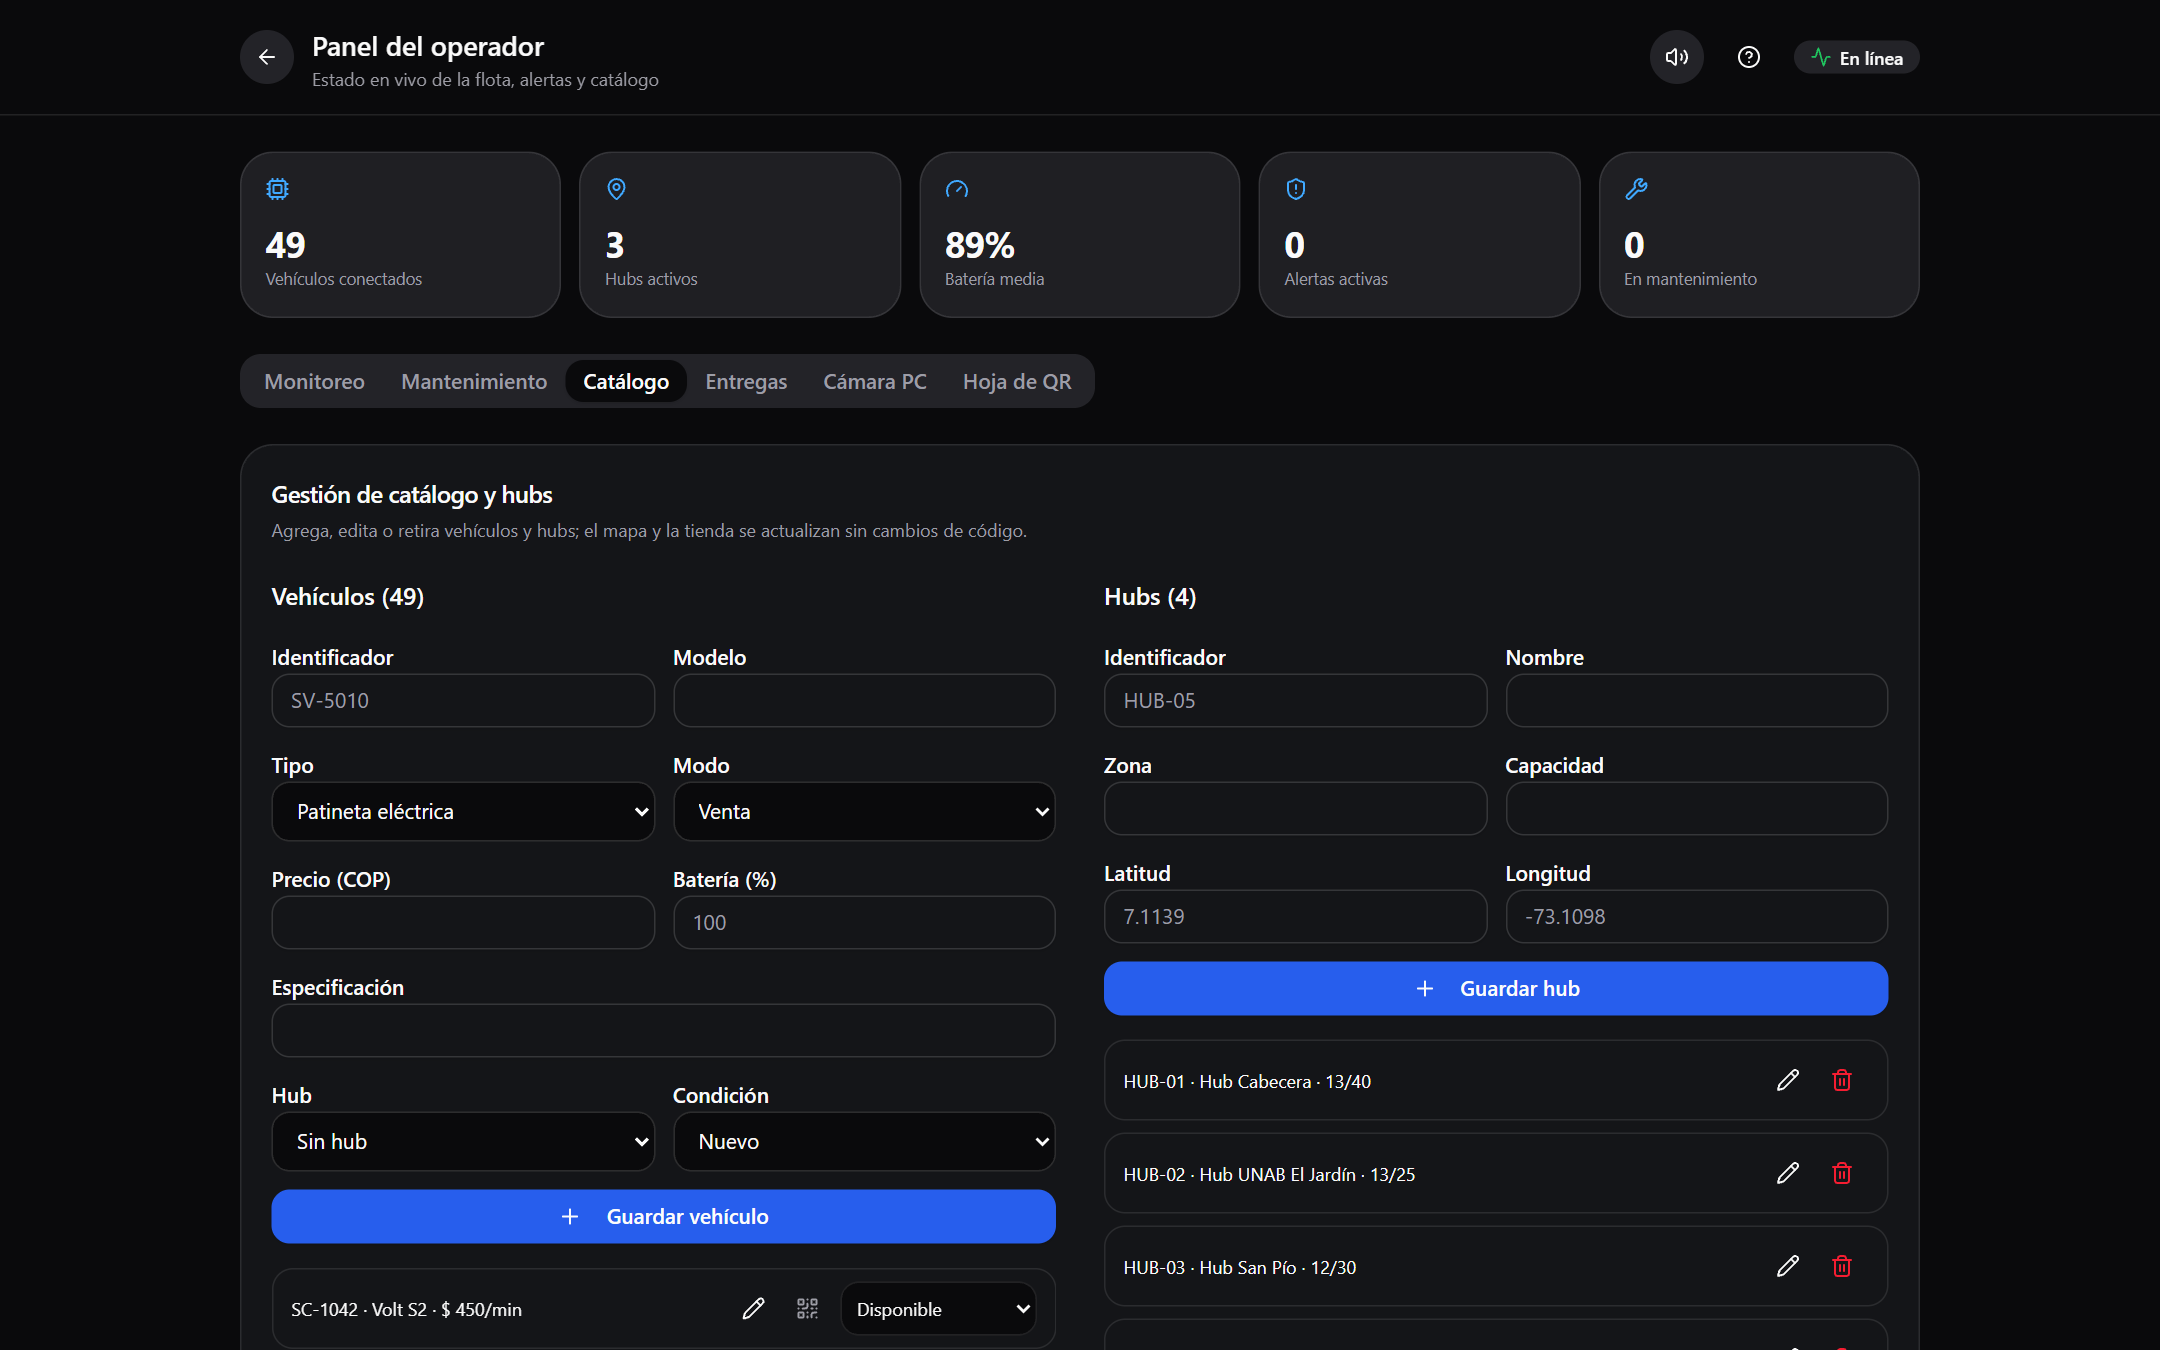 Panel del operador
Estado en vivo de la flota, alertas y catálogo
En línea
49
Vehículos conectados
3
Hubs activos
89%
Batería media
0
Alertas activas
0
En mantenimiento
Monitoreo
Mantenimiento
Catálogo
Entregas
Cámara PC
Hoja de QR
Gestión de catálogo y hubs
Agrega, edita o retira vehículos y hubs; el mapa y la tienda se actualizan sin cambios de código.
Vehículos (49)
Identificador
Modelo
SV-5010
Tipo
Modo
Patineta eléctrica
Venta
Precio (COP)
Batería (%)
100
Especificación
Hub
Condición
Sin hub
Nuevo
Guardar vehículo
SC-1042 · Volt S2 · $ 450/min
Disponible
Hubs (4)
Identificador
Nombre
HUB-05
Zona
Capacidad
Latitud
Longitud
7.1139
-73.1098
Guardar hub
HUB-01 · Hub Cabecera · 13/40
HUB-02 · Hub UNAB El Jardín · 13/25
HUB-03 · Hub San Pío · 12/30